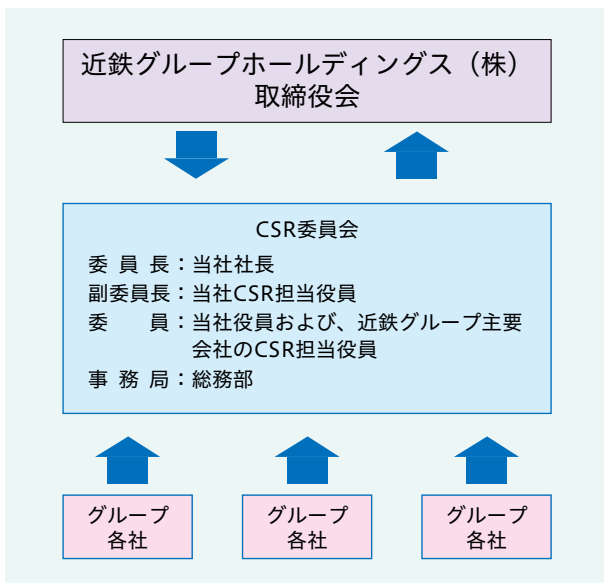 近鉄グループホールディングス（株）
取締役会
CSR委員会
委 員 長：当社社長
副委員長：当社CSR担当役員
委　　員：当社役員および、近鉄グループ主要
会社のCSR担当役員
事 務 局：総務部
グループ
各社
グループ
各社
グループ
各社